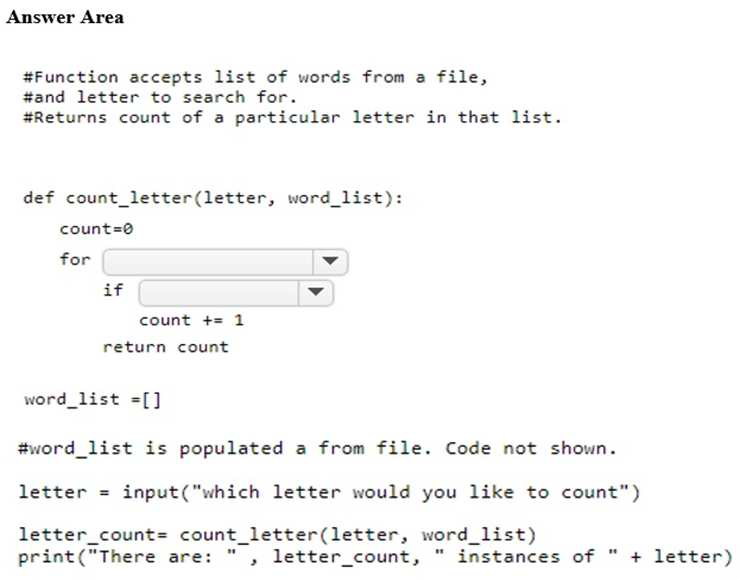 Answer Area
#Function accepts list of words from a file,
#and letter to search for.
#Returns count of a particular letter in that list.
def count_letter(letter, word_list):
count=0
for
if
count += 1
return count
word_list =[]
#word_list is populated a from file. Code not shown.
letter = input("which letter would you like to count")
letter_count= count_letter(letter, word_list)
print("There are: " , letter_count, " instances of " + letter)